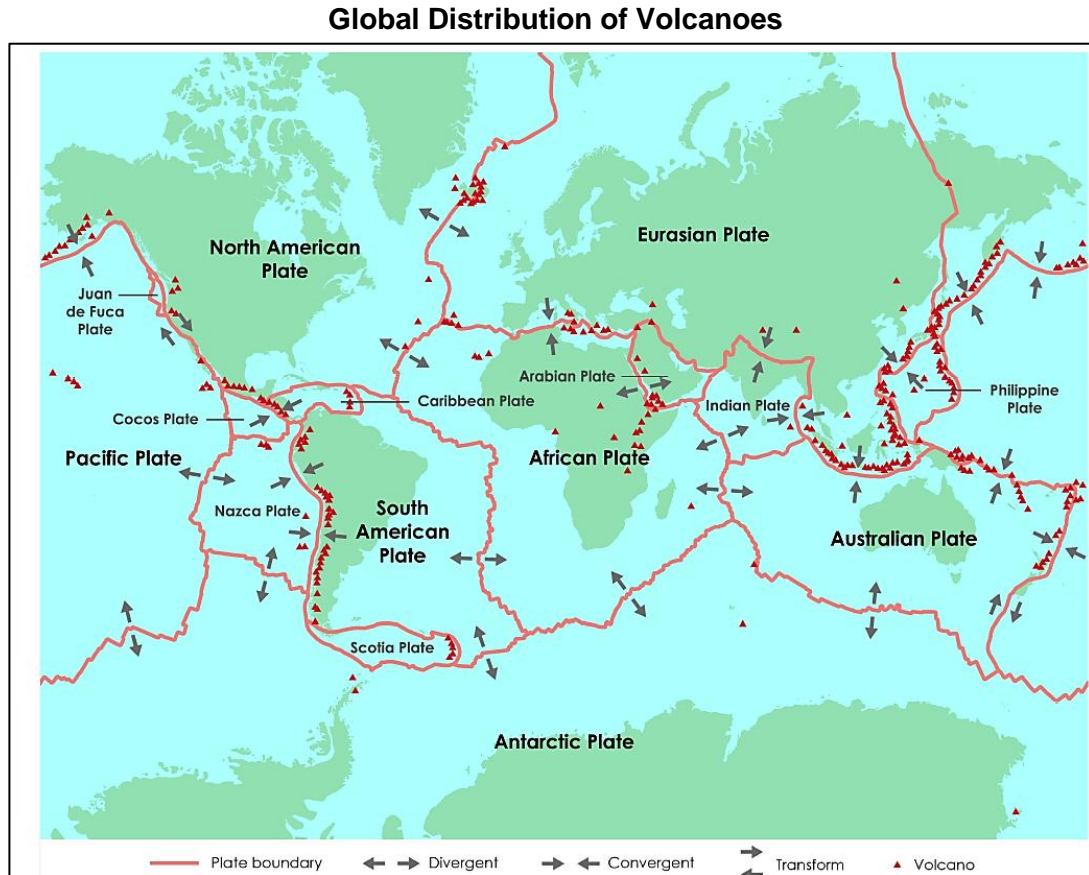 Global Distribution of Volcanoes
North American
Plate
Eurasian Plate
Juan
de Fuca
Plate
Arabian Plate
Caribbean Plate
Indian Plate
Philippine
Plate
Cocos Plate
Pacific Plate
African Plate
Nazca Plate
South
American
Plate
Australian Plate
Scotia Plate
Antarctic Plate
Plate boundary
Divergent
Convergent
Transform
Volcano